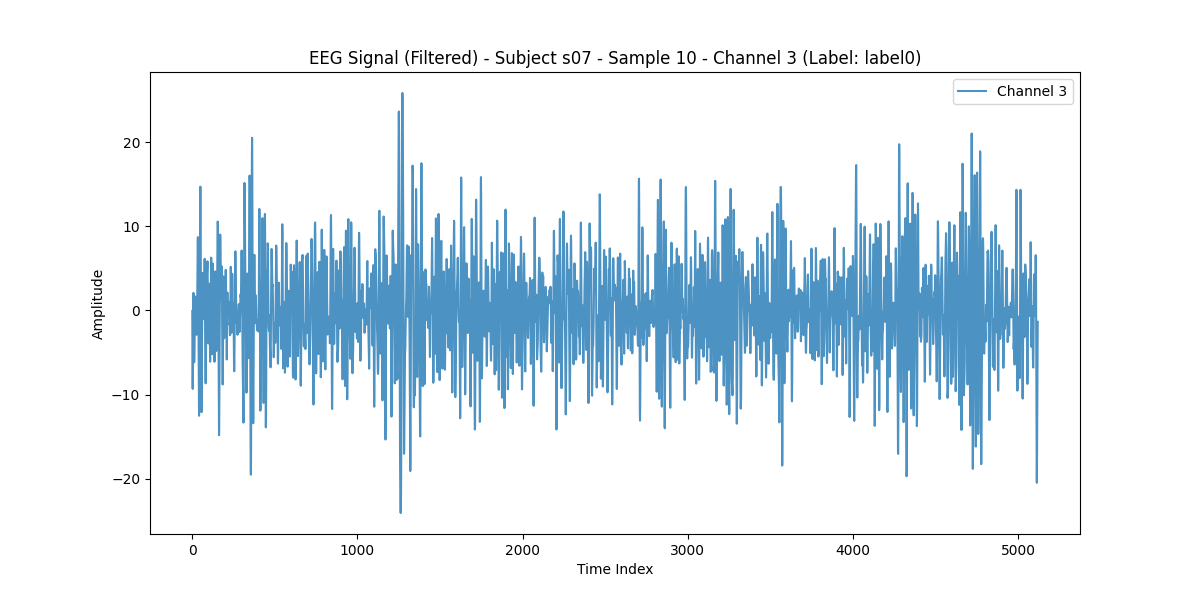 EEG Signal (Filtered) - Subject s07 - Sample 10 - Channel 3 (Label: label0)
Channel 3
20
10
0
−10
−20
Amplitude
0 1000 2000 3000 4000 5000
Time Index